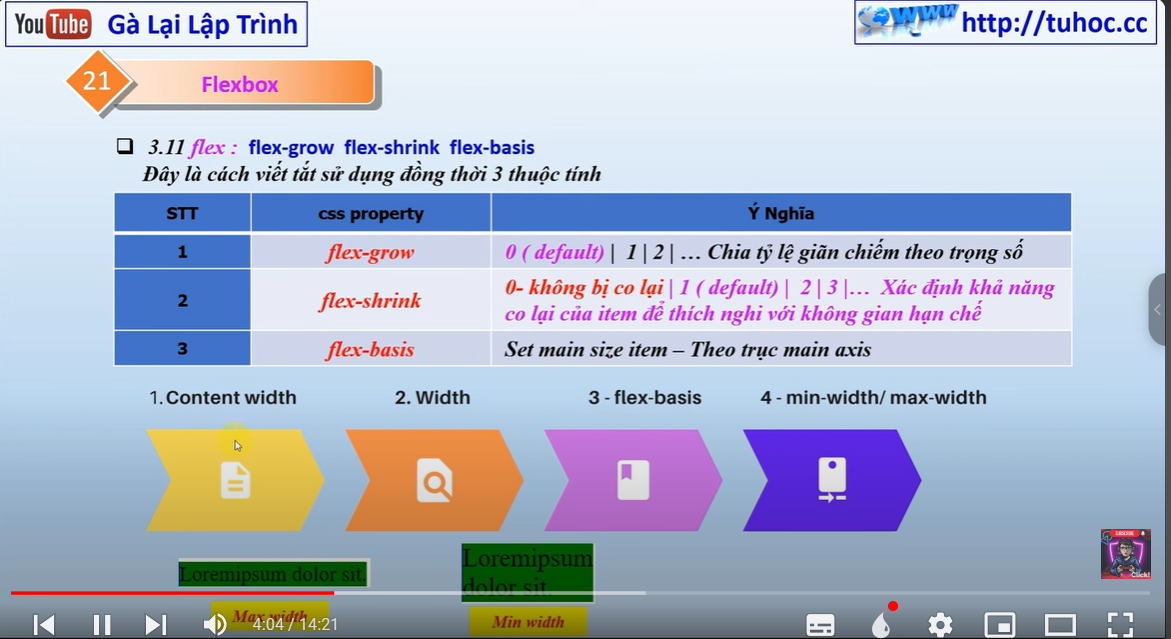 YouTube Gà Lại Lập Trình
www http://tuhoc.cc
21 Flexbox
3.11 flex : flex-grow flex-shrink flex-basis
Đây là cách viết tắt sử dụng đồng thời 3 thuộc tính
STT css property Ý Nghĩa
1 flex-grow 0 ( default) | 1 | 2 | … Chia tỷ lệ giãn chiếm theo trọng số
2 flex-shrink 0- không bị co lại | 1 ( default) | 2 | 3 |… Xác định khả năng
co lại của item để thích nghi với không gian hạn chế
3 flex-basis Set main size item – Theo trục main axis
1. Content width 2. Width 3 - flex-basis 4 - min-width/ max-width
SUBSCRIBE
Click!
Loremipsum dolor sit.
Loremipsum
dolor sit.
Max width
Min width
4:04 / 14:21